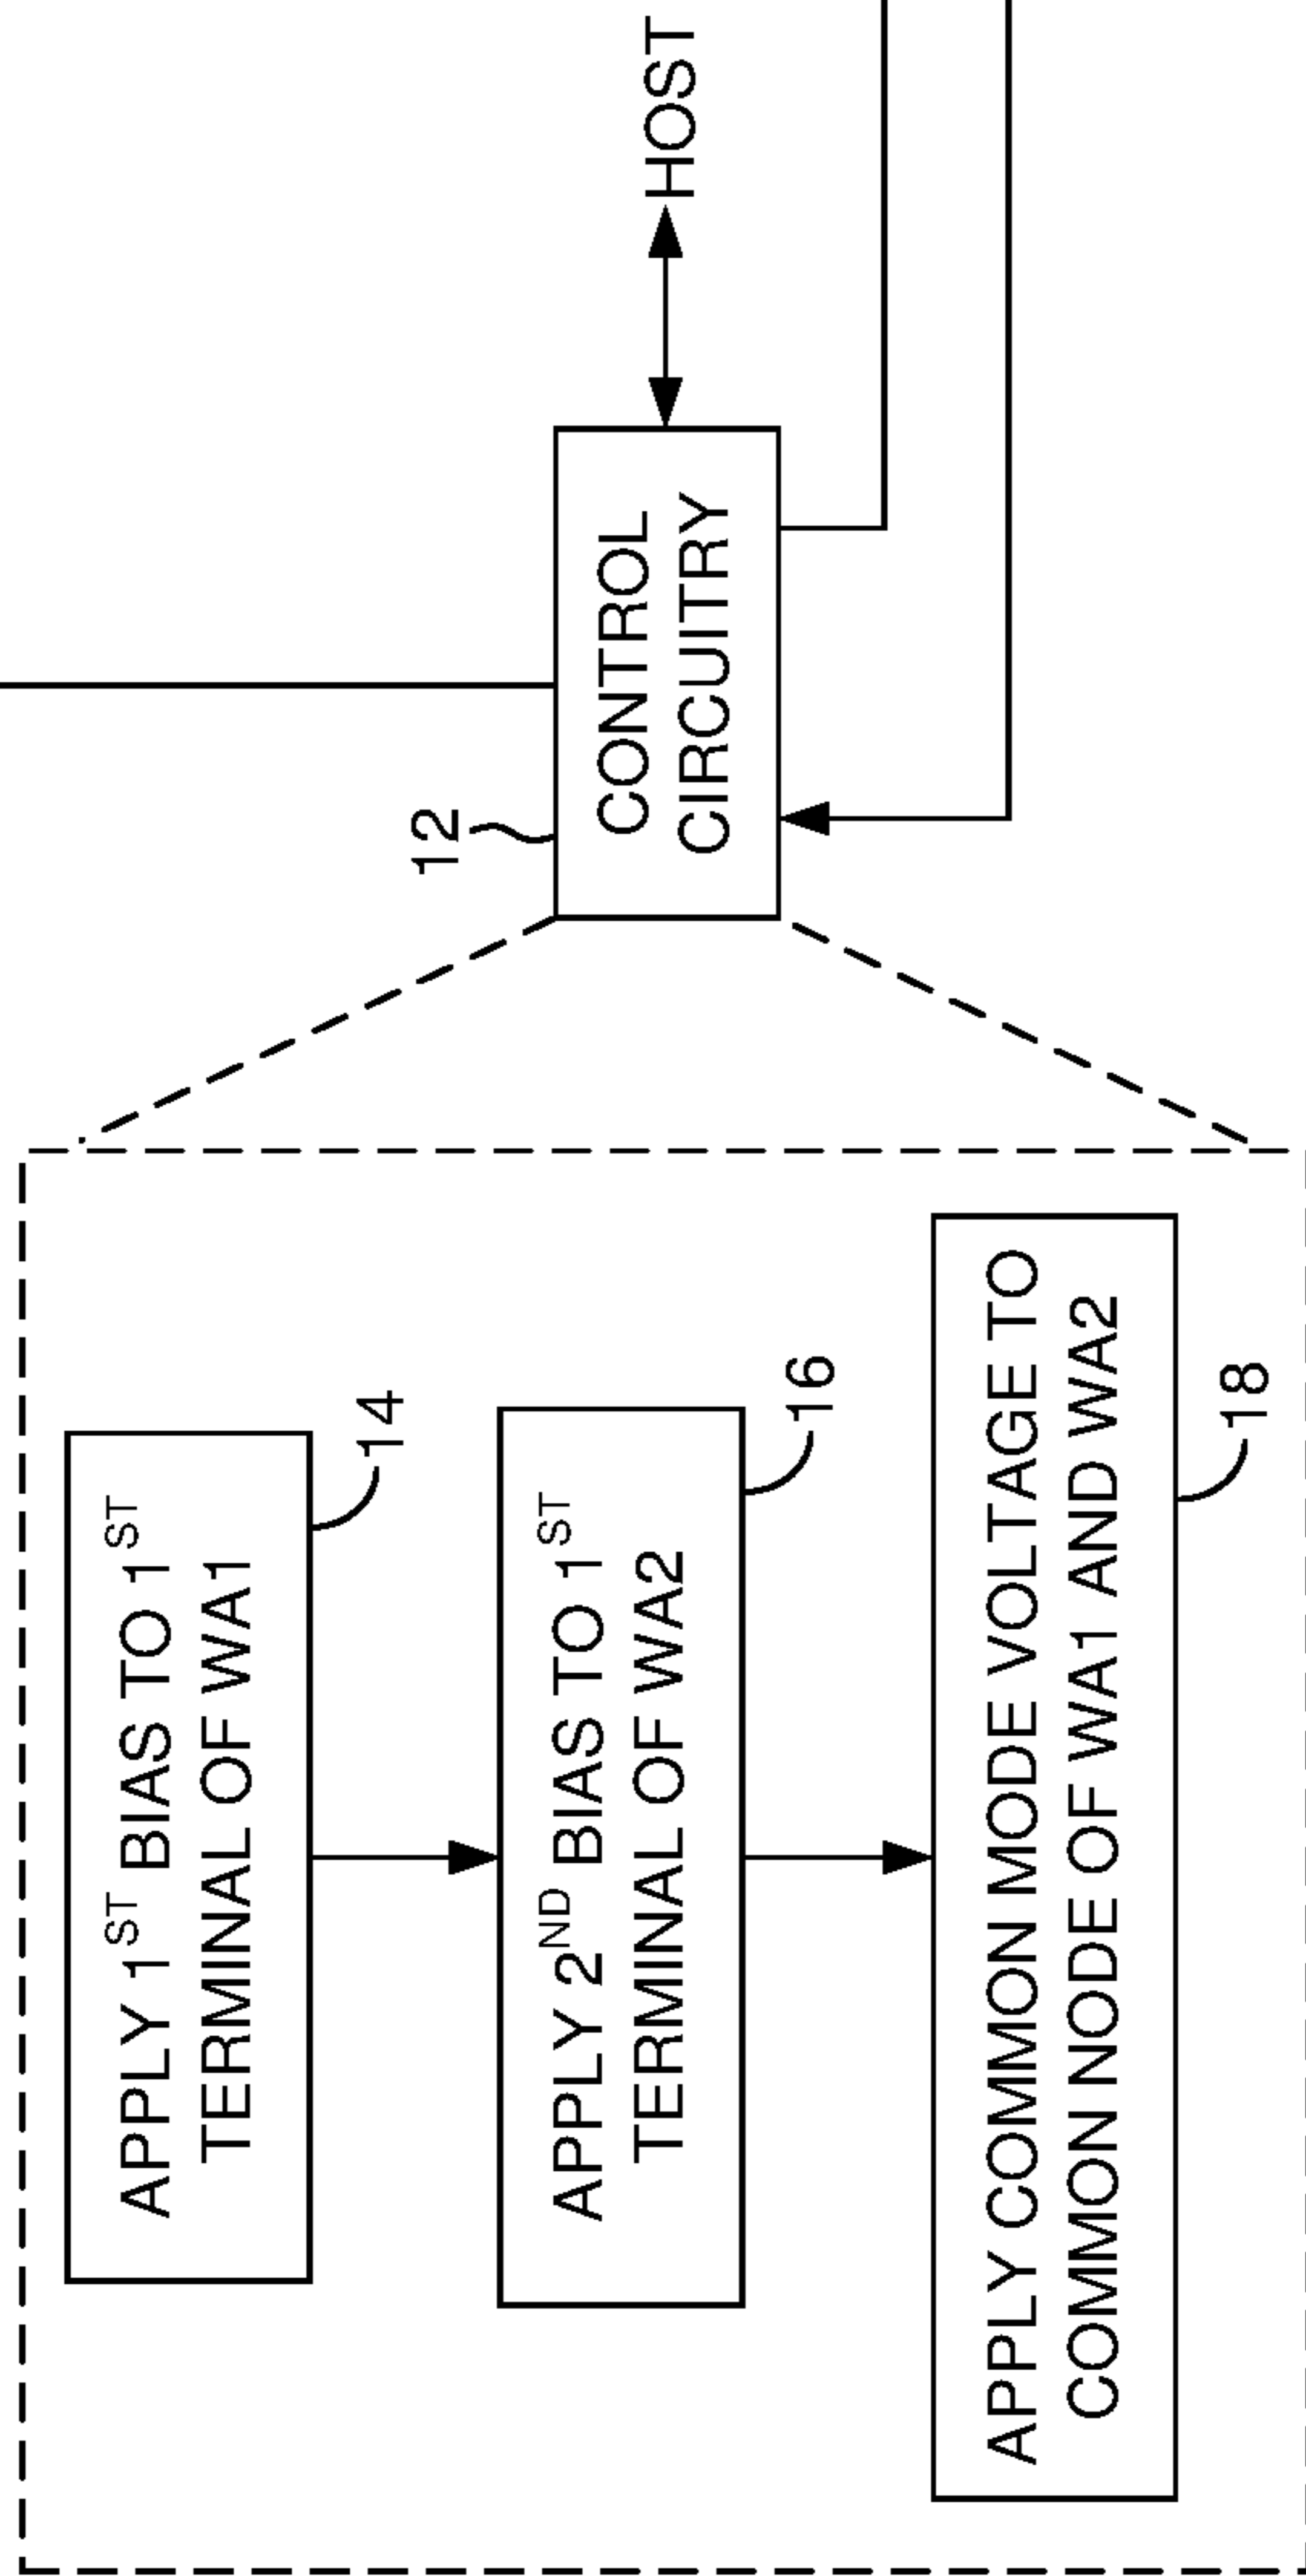 APPLY 1ST BIAS TO 1ST
TERMINAL OF WA1
14
APPLY 2ND BIAS TO 1ST
TERMINAL OF WA2
16
APPLY COMMON MODE VOLTAGE TO
COMMON NODE OF WA1 AND WA2
18
12
CONTROL
CIRCUITRY
HOST